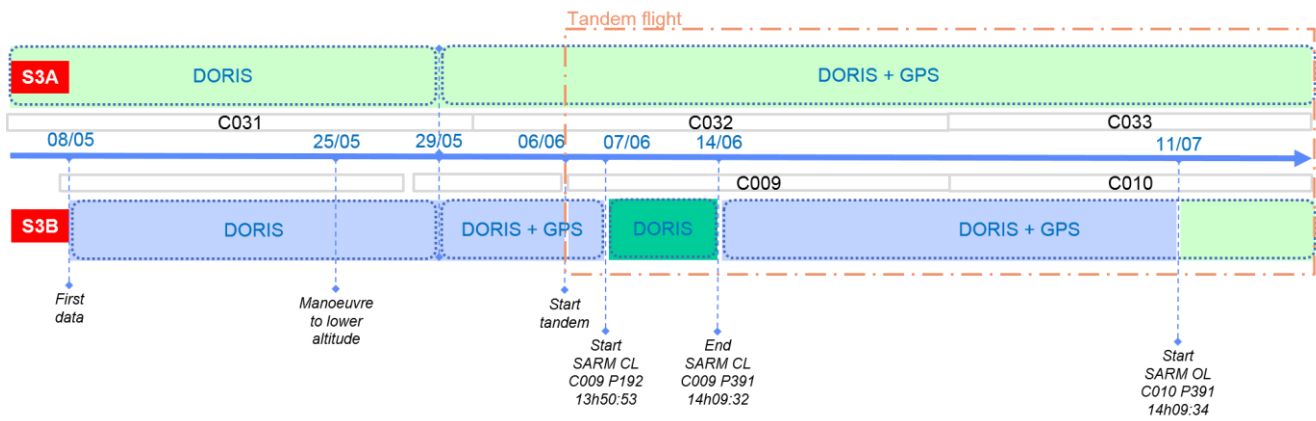 Tandem flight
S3A
DORIS
DORIS + GPS
C031
C032
C033
08/05
25/05
29/05
06/06
07/06
14/06
11/07
C009
C010
S3B
DORIS
DORIS + GPS
DORIS
DORIS + GPS
First
data
Manoeuvre
to lower
altitude
Start
tandem
Start
SARM CL
C009 P192
13h50:53
End
SARM CL
C009 P391
14h09:32
Start
SARM OL
C010 P391
14h09:34